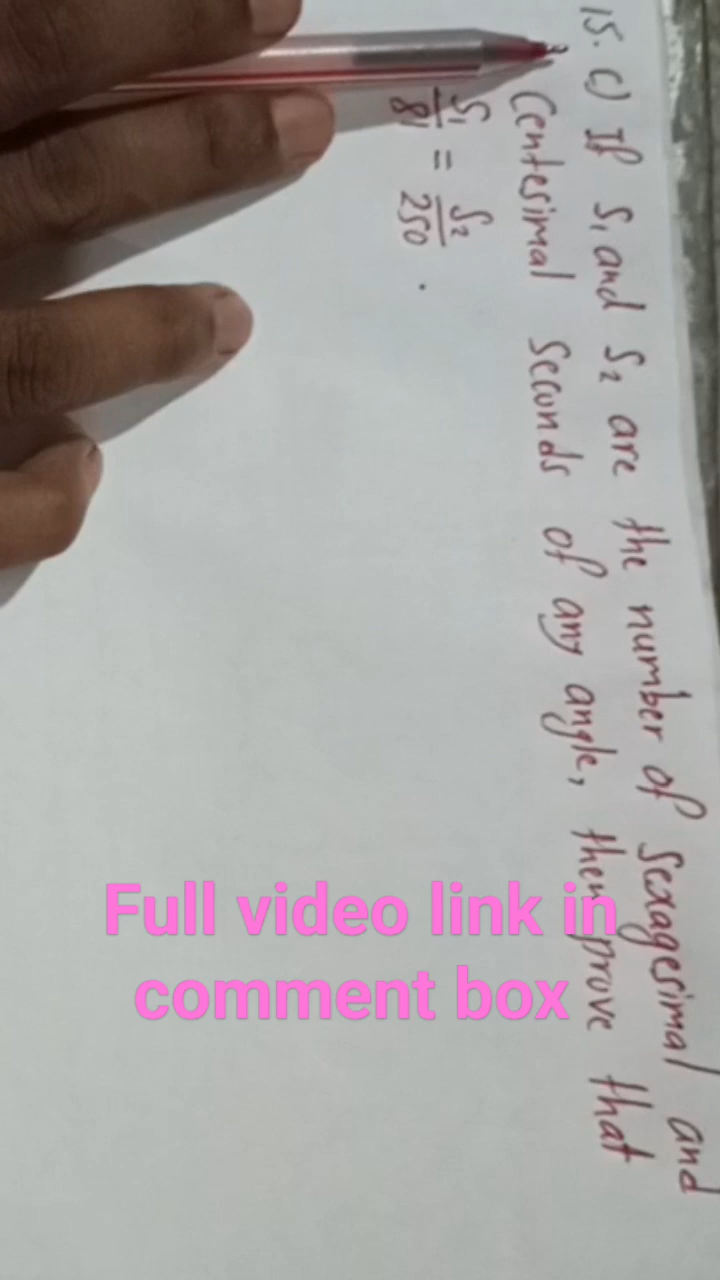 15. c) If S₁ and S₂ are the number of Sexagesimal and
Centesimal Seconds of any angle, then prove that
S₁/81 = S₂/250 .
Full video link in
comment box